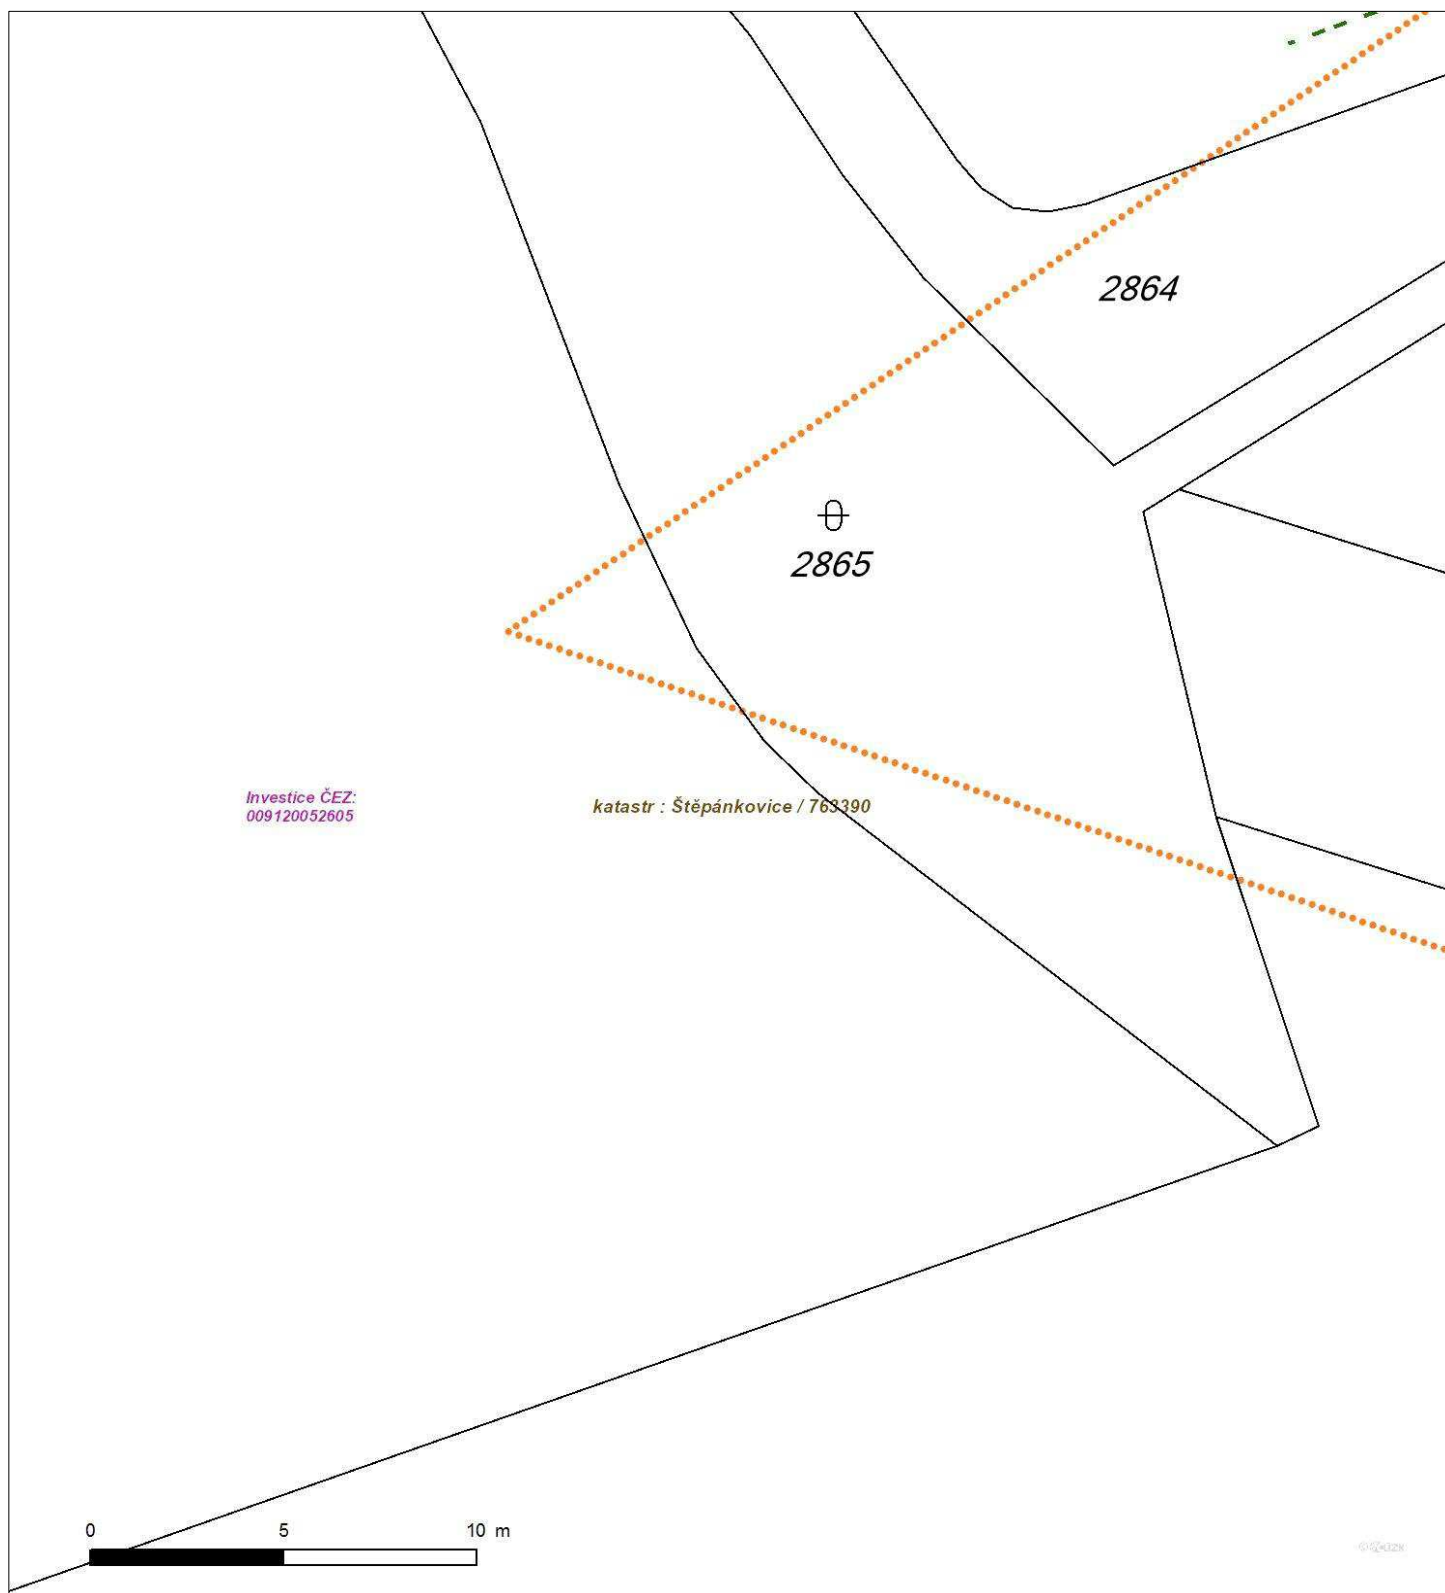 2864
2865
Investice ČEZ:
009120052605
katastr : Štěpánkovice / 763390
0 5 10 m